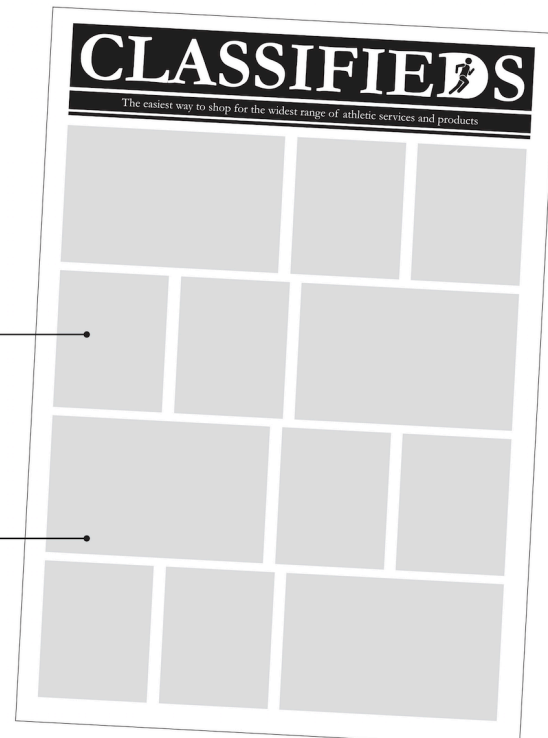 CLASSIFIEDS
The easiest way to shop for the widest range of athletic services and products